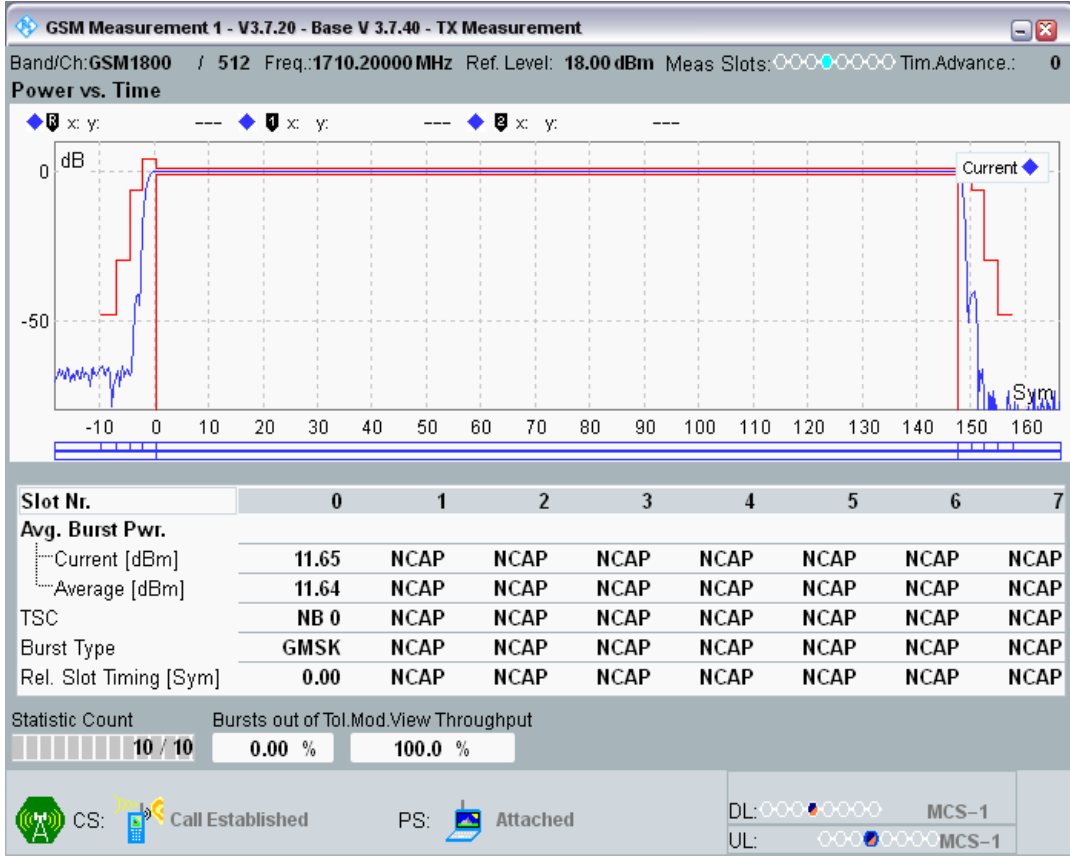 GSM Measurement 1 - V3.7.20 - Base V 3.7.40 - TX Measurement
Band/Ch:GSM1800 / 512 Freq.:1710.20000 MHz Ref. Level: 18.00 dBm Meas Slots: Tim.Advance.: 0
Power vs. Time
R x: y: --- 1 x: y: --- 2 x: y: ---
dB
Current
0
-50
Sym
-10 0 10 20 30 40 50 60 70 80 90 100 110 120 130 140 150 160
Slot Nr. 0 1 2 3 4 5 6 7
Avg. Burst Pwr.
Current [dBm] 11.65 NCAP NCAP NCAP NCAP NCAP NCAP NCAP
Average [dBm] 11.64 NCAP NCAP NCAP NCAP NCAP NCAP NCAP
TSC NB 0 NCAP NCAP NCAP NCAP NCAP NCAP NCAP
Burst Type GMSK NCAP NCAP NCAP NCAP NCAP NCAP NCAP
Rel. Slot Timing [Sym] 0.00 NCAP NCAP NCAP NCAP NCAP NCAP NCAP
Statistic Count Bursts out of Tol.Mod.View Throughput
10 / 10 0.00 % 100.0 %
CS: Call Established PS: Attached
DL: MCS-1
UL: MCS-1